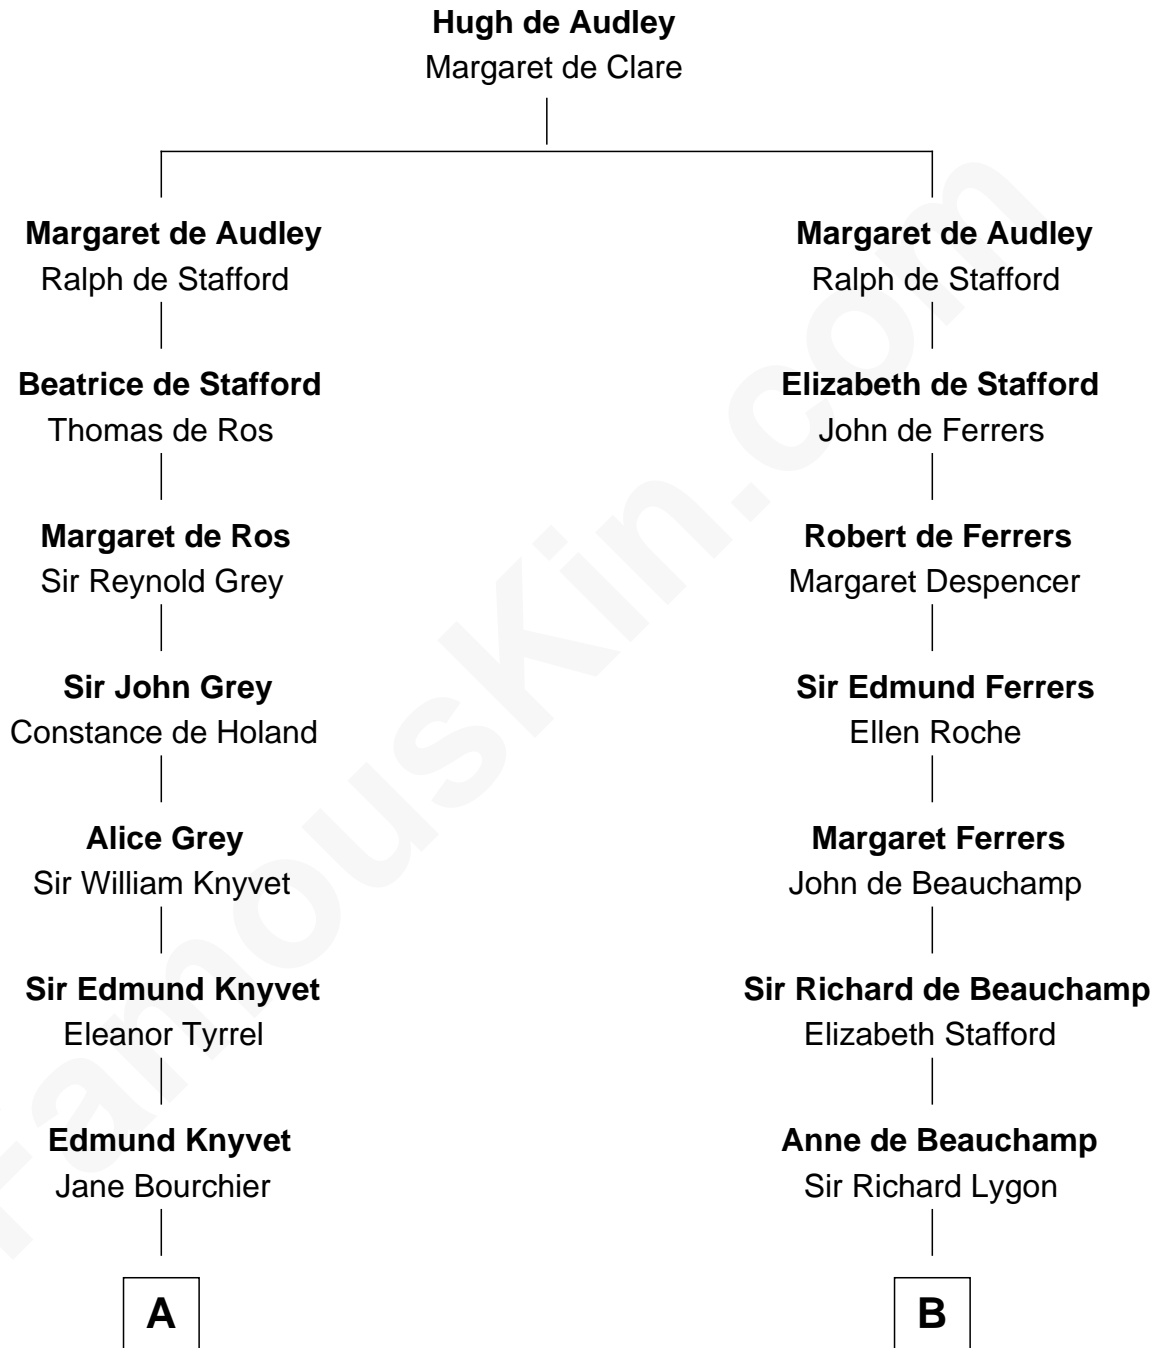 Hugh de Audley
Margaret de Clare
Margaret de Audley
Ralph de Stafford
Margaret de Audley
Ralph de Stafford
Beatrice de Stafford
Thomas de Ros
Elizabeth de Stafford
John de Ferrers
Margaret de Ros
Sir Reynold Grey
Robert de Ferrers
Margaret Despencer
Sir John Grey
Constance de Holand
Sir Edmund Ferrers
Ellen Roche
Alice Grey
Sir William Knyvet
Margaret Ferrers
John de Beauchamp
Sir Edmund Knyvet
Eleanor Tyrrel
Sir Richard de Beauchamp
Elizabeth Stafford
Edmund Knyvet
Jane Bourchier
Anne de Beauchamp
Sir Richard Lygon
A
B
FamousKin.com